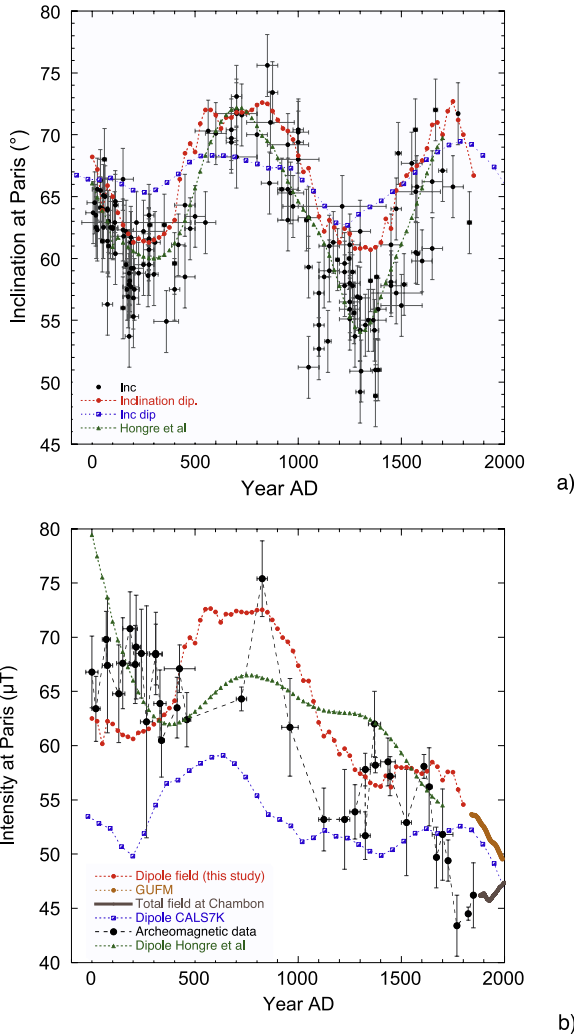 80
75
70
65
60
55
50
45
Inclination at Paris (°)
Inc
Inclination dip.
Inc dip
Hongre et al
0 500 1000 1500 2000
Year AD
a)
80
75
70
65
60
55
50
45
40
Intensity at Paris (µT)
Dipole field (this study)
GUFM
Total field at Chambon
Dipole CALS7K
Archeomagnetic data
Dipole Hongre et al
0 500 1000 1500 2000
Year AD
b)